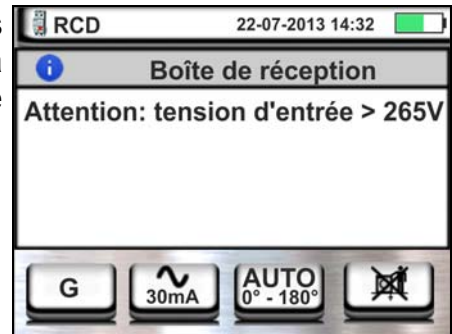 RCD 22-07-2013 14:32
Boîte de réception
Attention: tension d'entrée > 265V
G
30mA
AUTO
0° - 180°